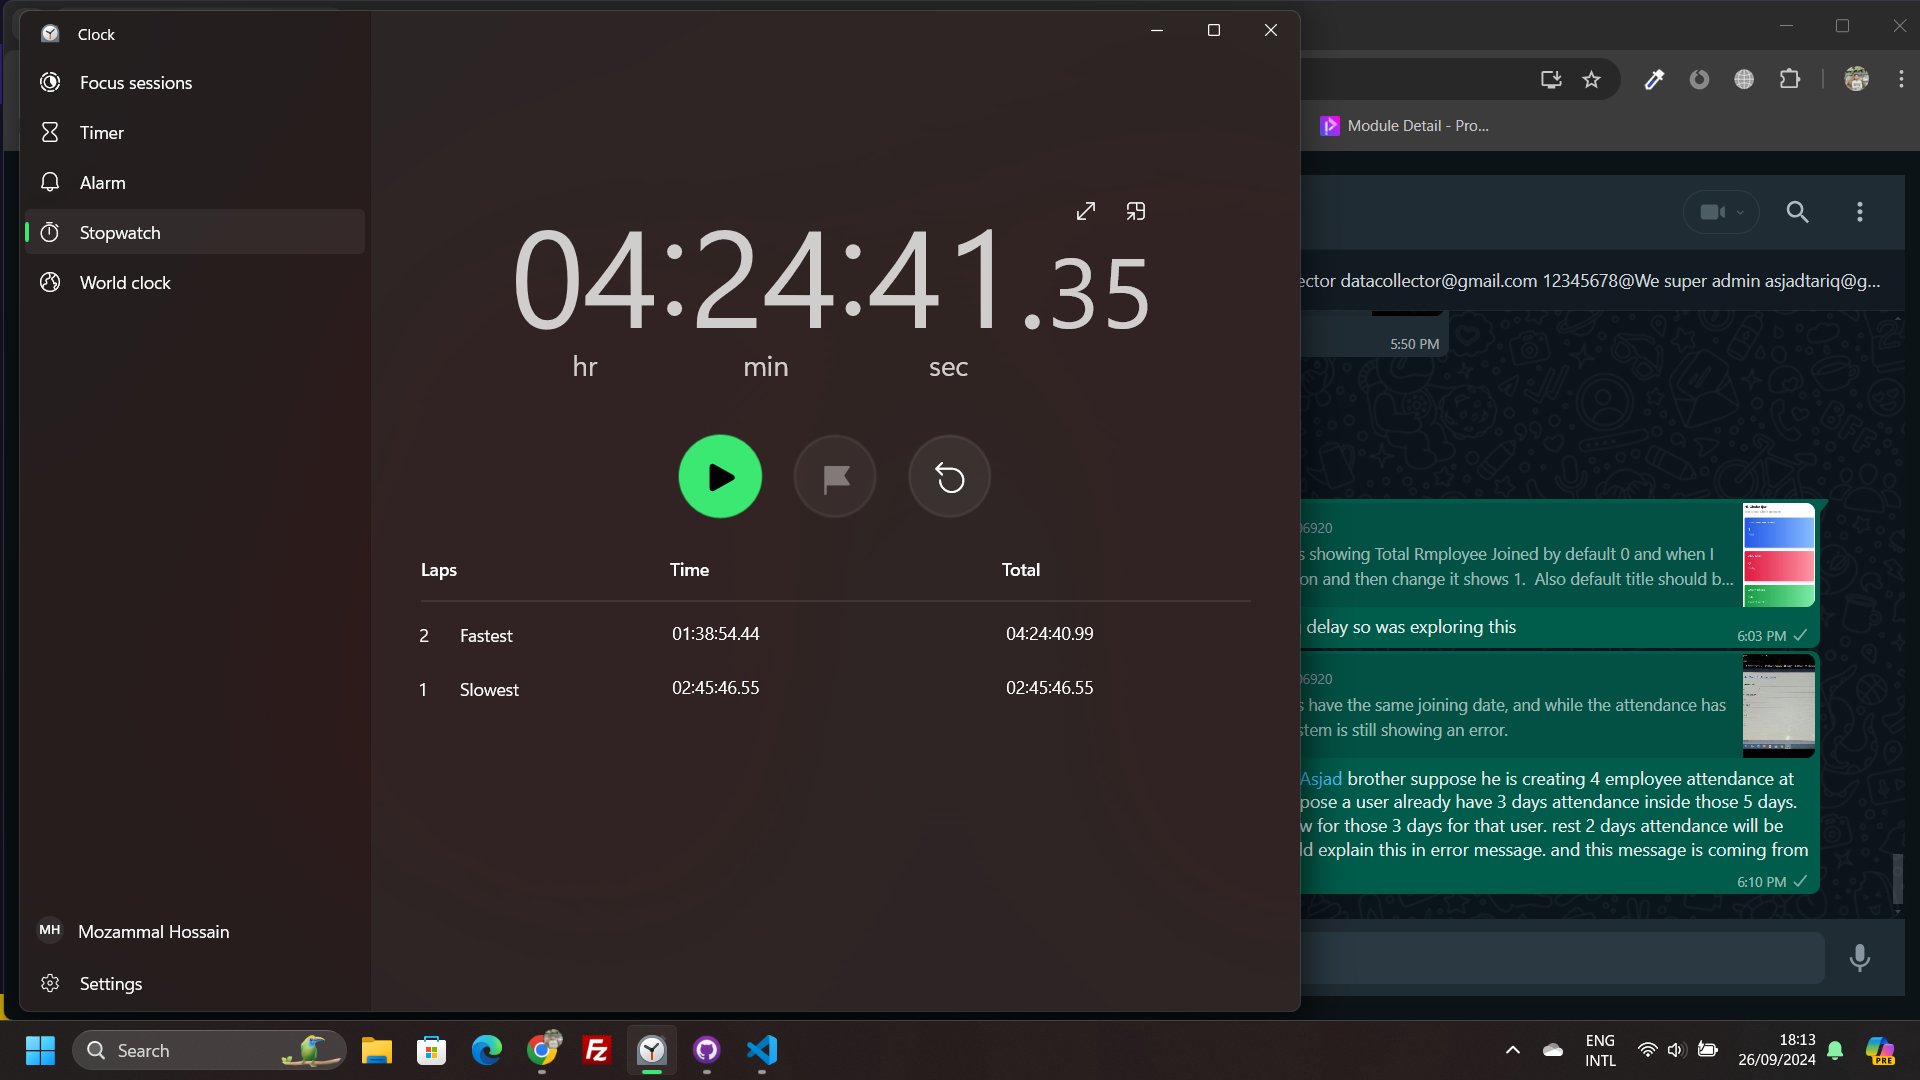 Clock
Focus sessions
Timer
Alarm
Stopwatch
World clock
04:24:41.35
hr min sec
Laps Time Total
2 Fastest 01:38:54.44 04:24:40.99
1 Slowest 02:45:46.55 02:45:46.55
MH Mozammal Hossain
Settings
Module Detail - Pro...
ector datacollector@gmail.com 12345678@We super admin asjadtariq@g...
5:50 PM
06920
s showing Total Rmployee Joined by default 0 and when I
on and then change it shows 1. Also default title should b...
delay so was exploring this
6:03 PM
06920
s have the same joining date, and while the attendance has
stem is still showing an error.
Asjad brother suppose he is creating 4 employee attendance at
pose a user already have 3 days attendance inside those 5 days.
w for those 3 days for that user. rest 2 days attendance will be
ld explain this in error message. and this message is coming from
6:10 PM
Search
ENG
INTL
18:13
26/09/2024
PRE